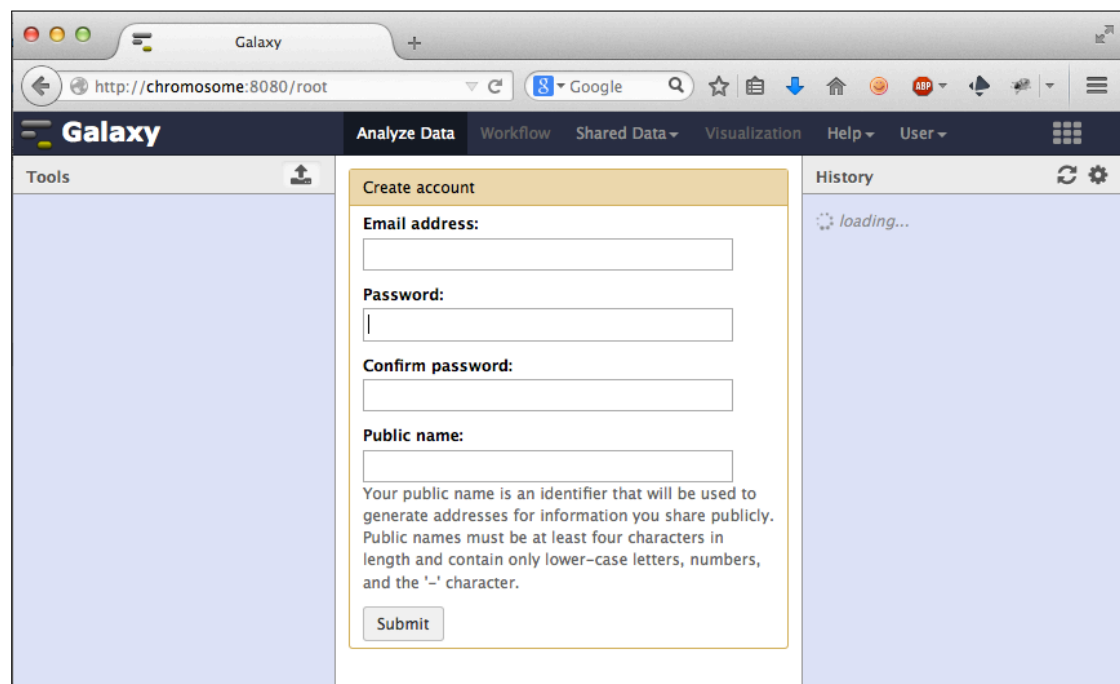 Galaxy
http://chromosome:8080/root
Google
ABP
Galaxy
Analyze Data Workflow Shared Data Visualization Help User
Tools
Create account
Email address:
Password:
Confirm password:
Public name:
Your public name is an identifier that will be used to
generate addresses for information you share publicly.
Public names must be at least four characters in
length and contain only lower-case letters, numbers,
and the '-' character.
Submit
History
loading...